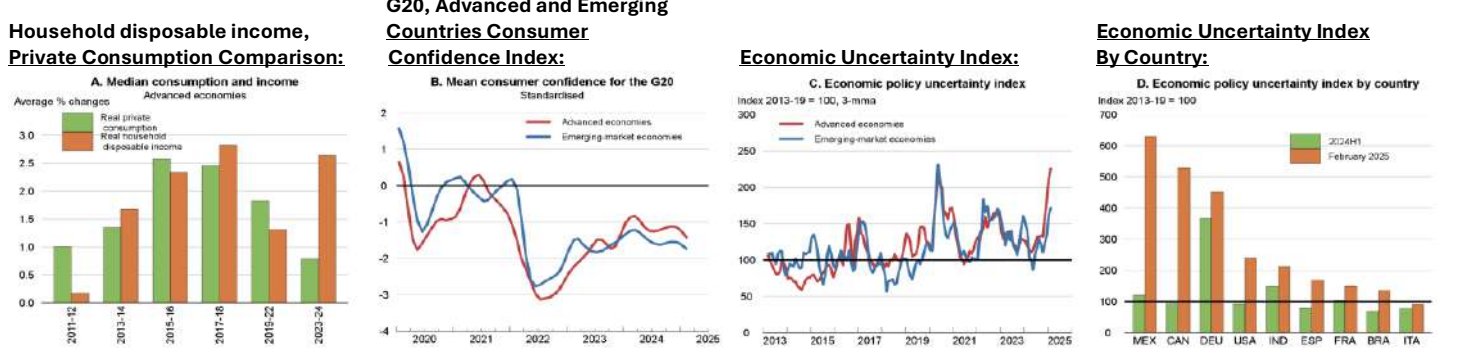 Household disposable income,
Private Consumption Comparison:
A. Median consumption and income
Advanced economies
Average % changes
Real private
consumption
Real household
disposable income
3.0
2.5
2.0
1.5
1.0
0.5
0.0
2011-12
2013-14
2015-16
2017-18
2019-22
2023-24
G20, Advanced and Emerging
Countries Consumer
Confidence Index:
B. Mean consumer confidence for the G20
Standardised
Advanced economies
Emerging-market economies
2
1
0
-1
-2
-3
-4
2020
2021
2022
2023
2024
2025
Economic Uncertainty Index:
C. Economic policy uncertainty index
Index 2013-19 = 100, 3-mma
Advanced economies
Emerging-market economies
300
250
200
150
100
50
0
2013
2015
2017
2019
2021
2023
2025
Economic Uncertainty Index
By Country:
D. Economic policy uncertainty index by country
Index 2013-19 = 100
2024H1
February 2025
700
600
500
400
300
200
100
0
MEX CAN DEU USA IND ESP FRA BRA ITA